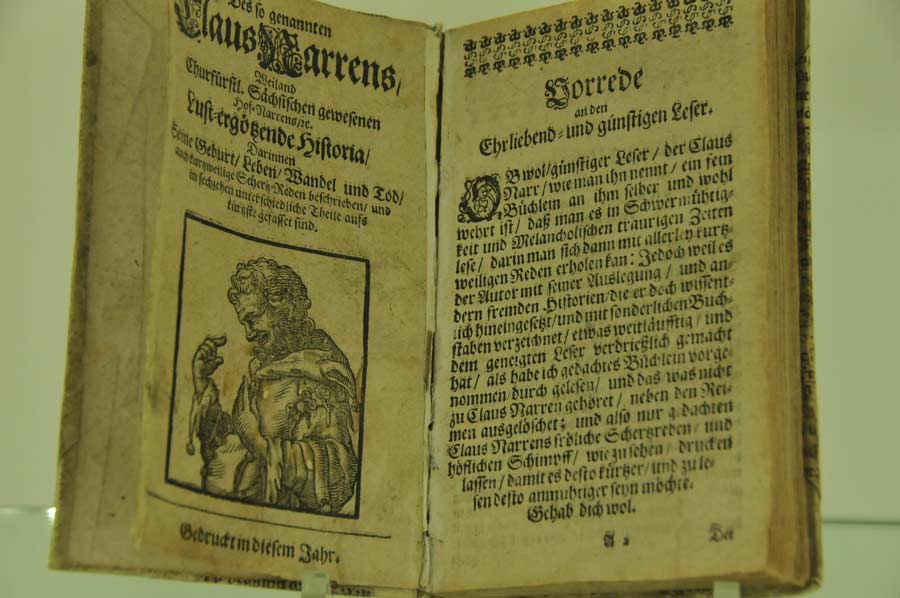 Des so genannten
Claus Narrens/
Weiland
Churfürstl. Sächsischen gewesenen
Hof-Narrens/ꝛc.
Lust-ergötzende Historia/
Darinnen
Seine Geburt/ Leben/ Wandel und Tod/
und kurtzweilige Schertz-Reden beschrieben/ und
in sechzehen unterschiedliche Theile aufs
kürtzste gefasset sind.
Gedruckt in diesem Jahr.
Vorrede
an den
Ehrliebend- und günstigen Leser.
OBwol/günstiger Leser/ der Claus
Narr/ wie man ihn nennt/ ein fein
Büchlein an ihm selber und wohl
wehrt ist/ daß man es in Schwermühtig-
keit und Melancholischen traurigen Zeiten
lese/ darin man sich dann mit allerley kurtz-
weiligen Reden erholen kan: Jedoch weil es
der Autor mit seiner Auslegung/ und an-
dern fremden Historien/die er doch wissent-
lich hineingesetzt/und mit sonderlichen Buch-
staben verzeichnet/ etwas weitläufftig/ und
dem geneigten Leser verdrießlich gemacht
hat/ als habe ich gedachtes Büchlein vorge-
nommen/durch gelesen/ und das was nicht
zu Claus Narren gehöret/ neben den Rei-
men ausgelöschet; und also nur gedachten
Claus Narrens fröliche Schertzreden/ und
höflichen Schimpff/ wie zu sehen/ drucken
lassen/ damit es desto kürtzer/ und zu le-
sen desto anmuhtiger seyn möchte.
Gehab dich wol.
A 2 Des